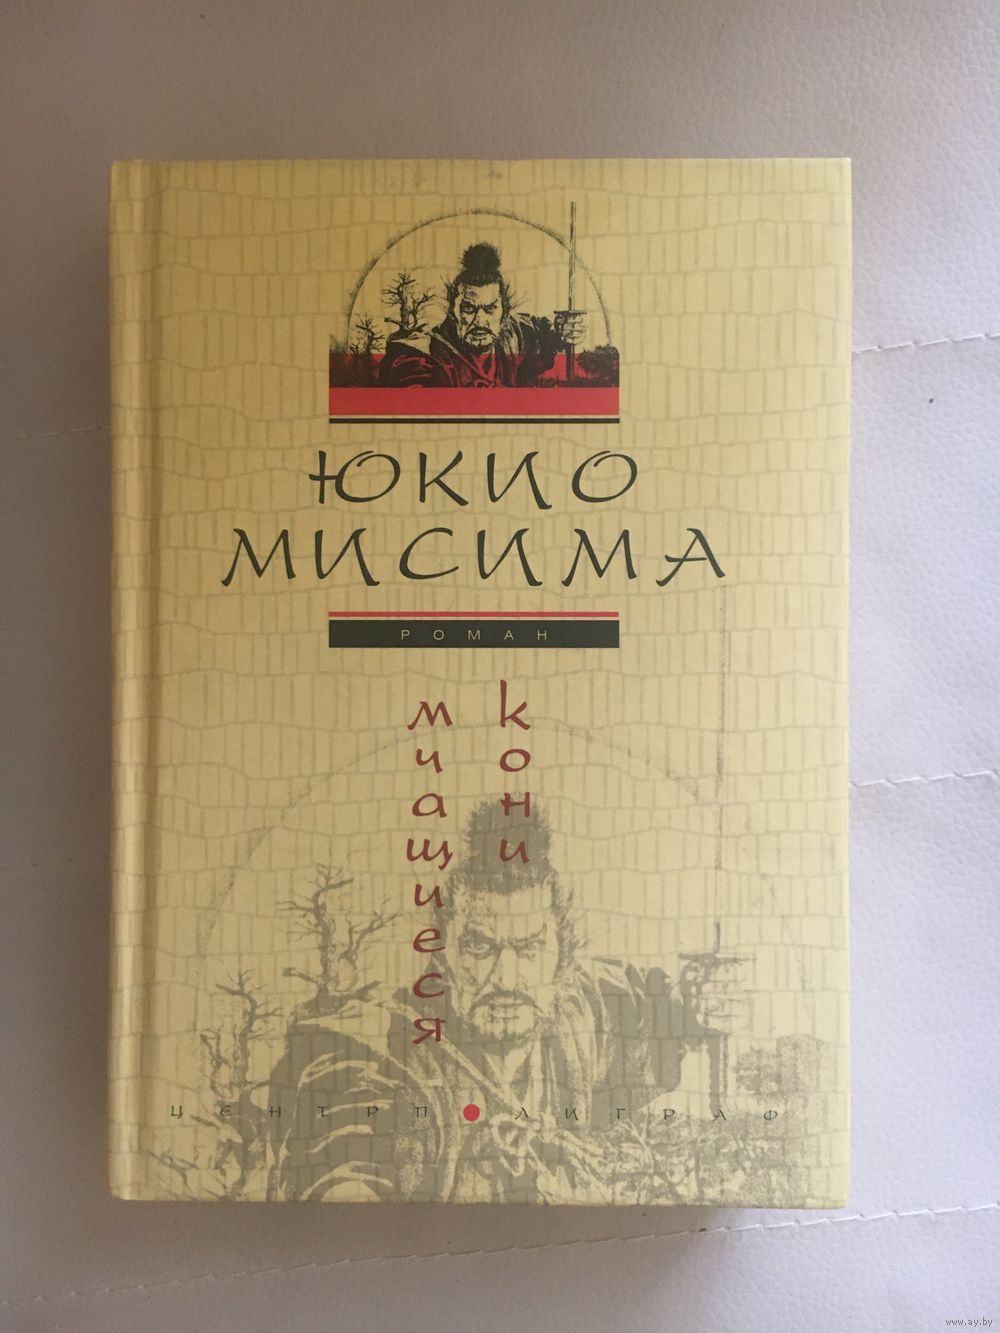 ЮКИО
МИСИМА
РОМАН
мчащиеся
кони
ЦЕНТРПОЛИГРАФ
www.ay.by